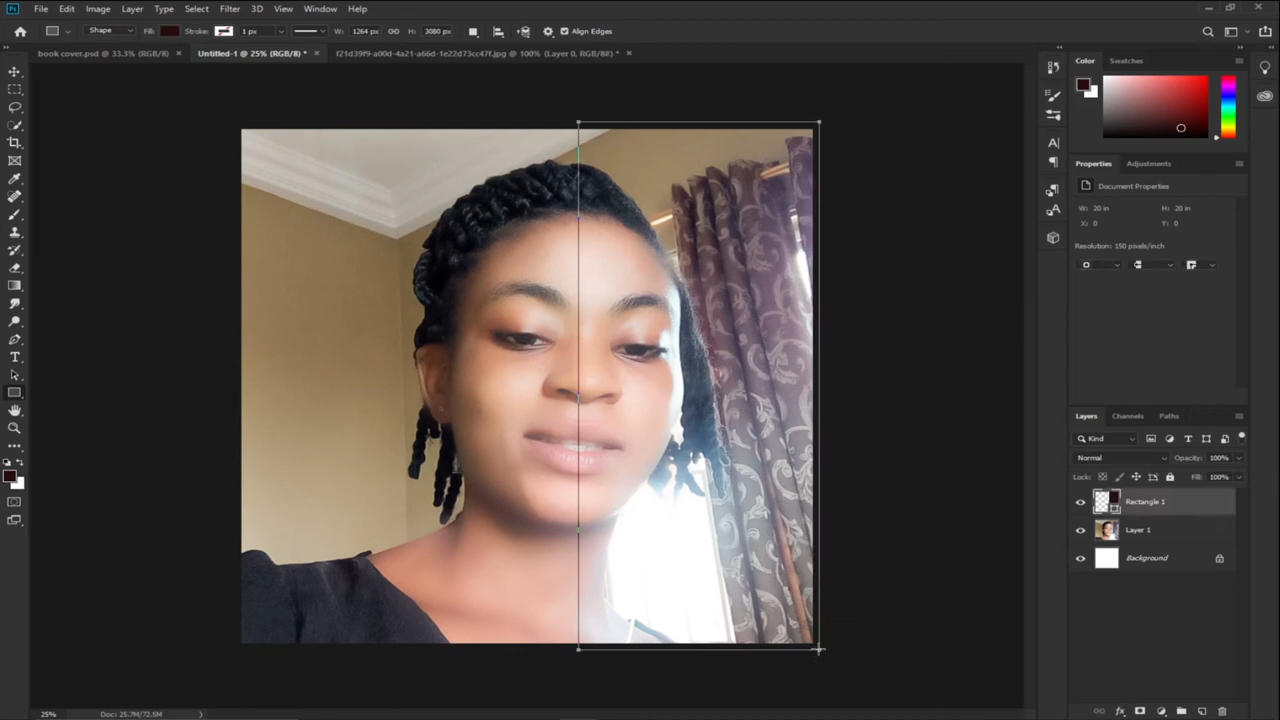 Ps File Edit Image Layer Type Select Filter 3D View Window Help
Shape Fill: Stroke: 1 px W: 1264 px H: 3080 px Align Edges
book cover.psd @ 33.3% (RGB/8) × Untitled-1 @ 25% (RGB/8) * × f21d39f9-a00d-4a21-a66d-1e22d73cc47f.jpg @ 100% (Layer 0, RGB/8#) * ×
Color Swatches
Properties Adjustments
Document Properties
W: 20 in H: 20 in
X: 0 Y: 0
Resolution: 150 pixels/inch
Layers Channels Paths
Kind
Normal Opacity: 100%
Lock: Fill: 100%
Rectangle 1
Layer 1
Background
25% Doc: 25.7M/72.5M